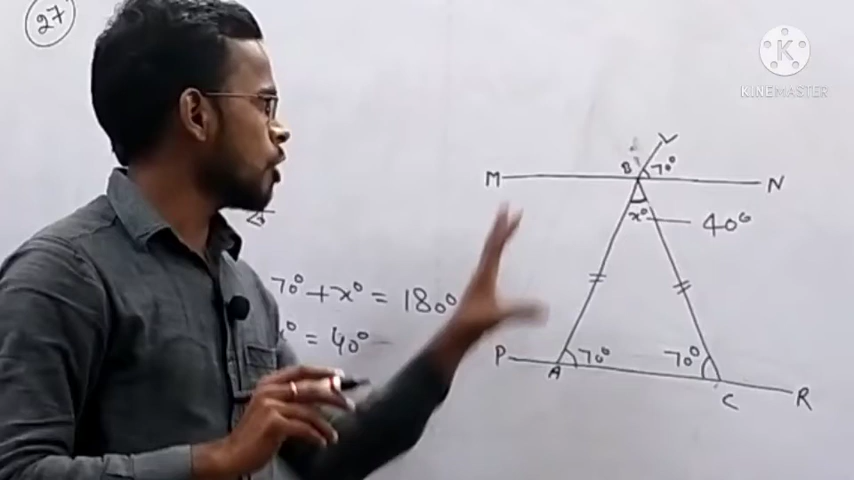 27
K
KINEMASTER
L
B 70°
M N
x° 40°
70° + x° = 180°
x° = 40°
P 70° 70°
A C R